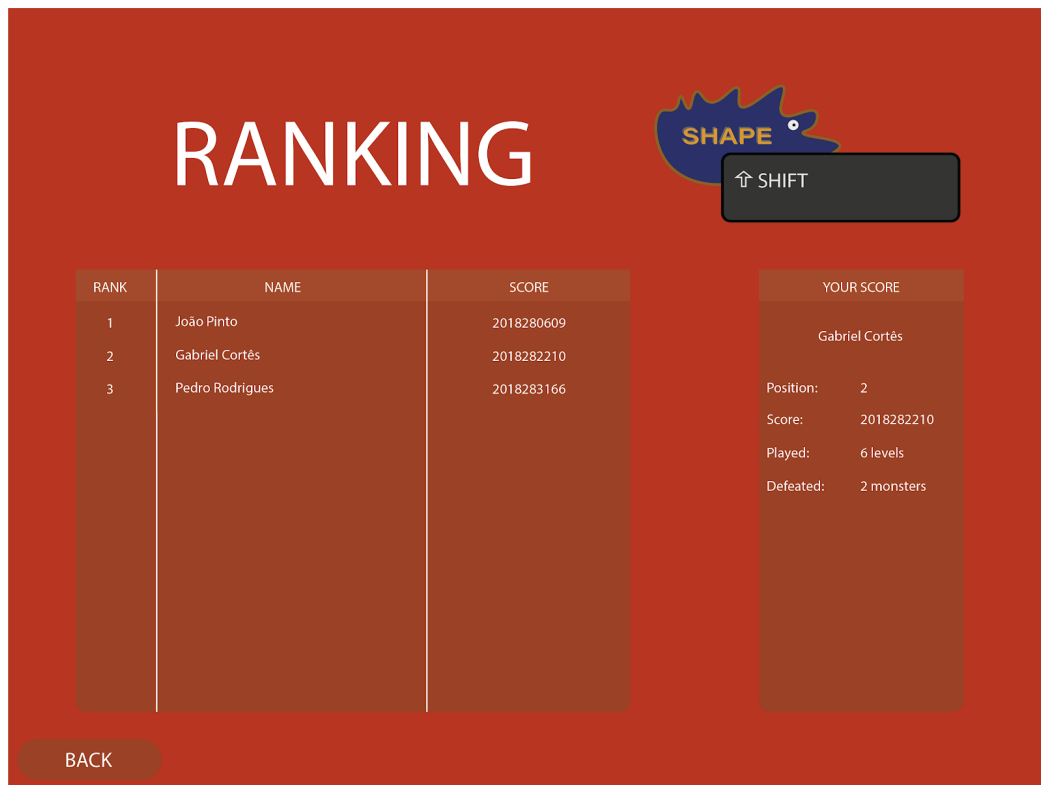 RANKING
SHAPE
⇧ SHIFT
RANK NAME SCORE
1 João Pinto 2018280609
2 Gabriel Cortês 2018282210
3 Pedro Rodrigues 2018283166
YOUR SCORE
Gabriel Cortês
Position: 2
Score: 2018282210
Played: 6 levels
Defeated: 2 monsters
BACK